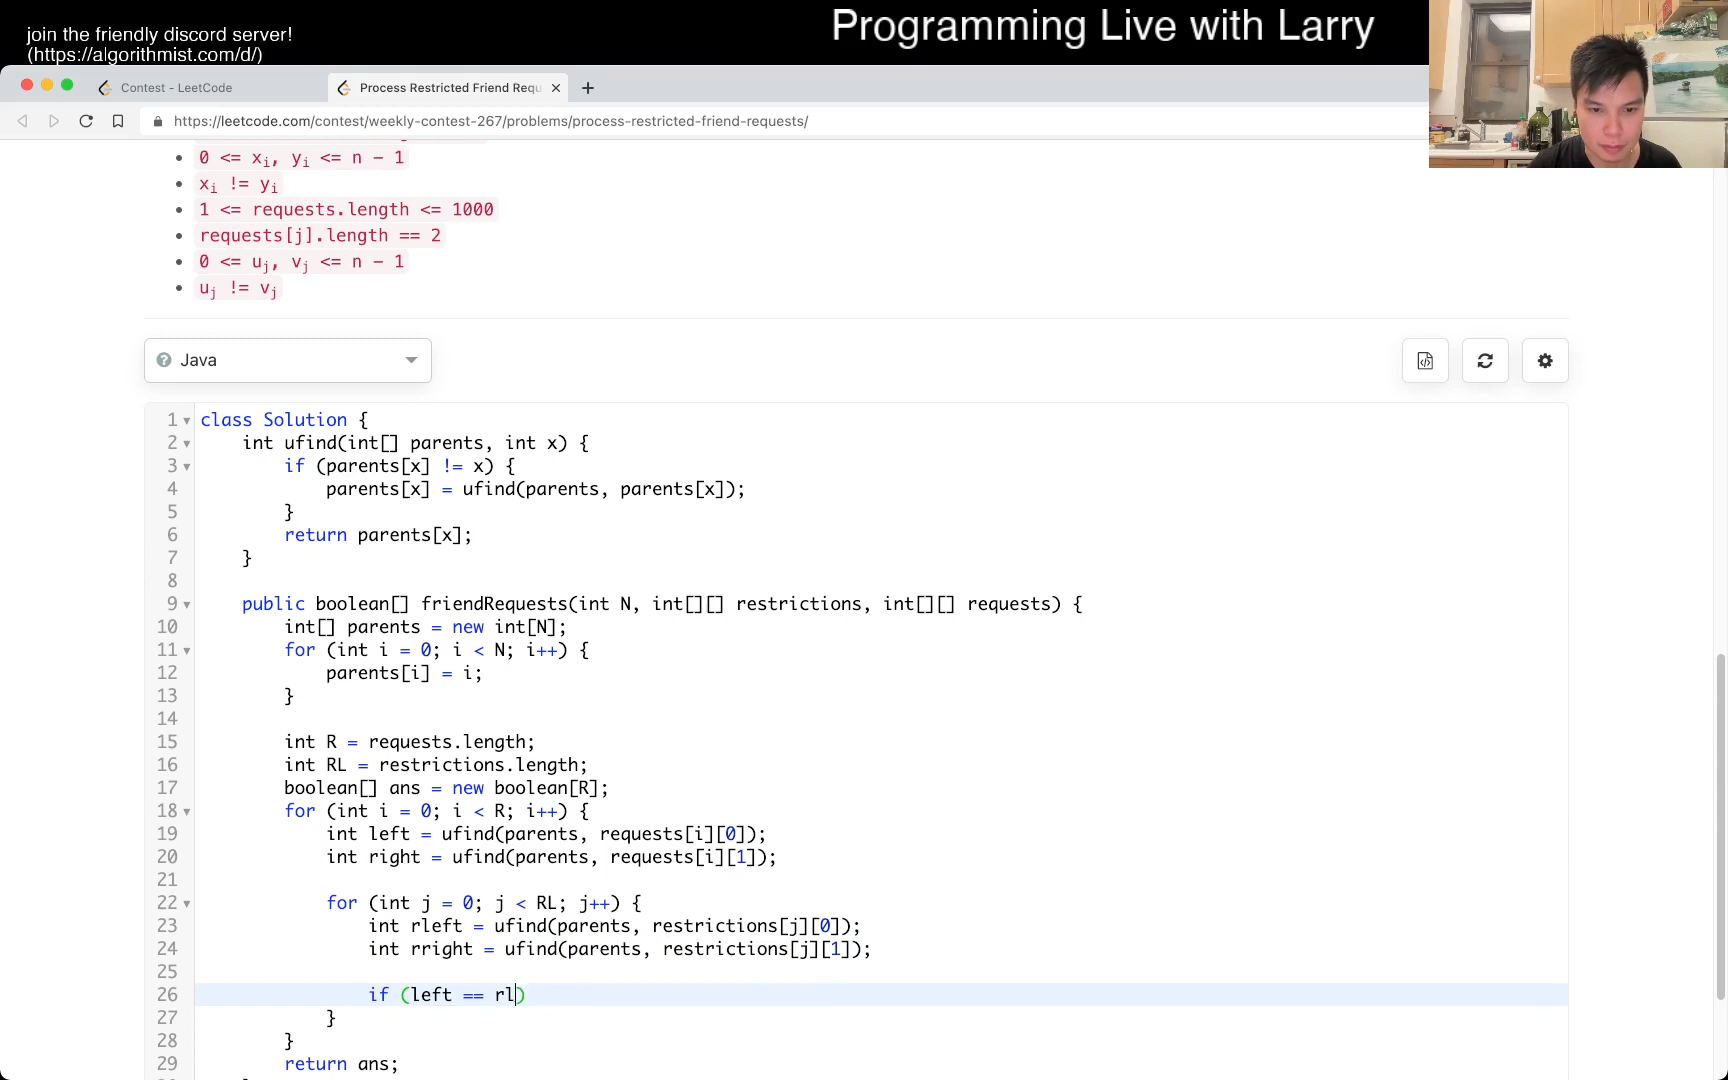 join the friendly discord server!
(https://algorithmist.com/d/)
Programming Live with Larry
Contest - LeetCode
Process Restricted Friend Requ
https://leetcode.com/contest/weekly-contest-267/problems/process-restricted-friend-requests/
0 <= xi, yi <= n - 1
xi != yi
1 <= requests.length <= 1000
requests[j].length == 2
0 <= uj, vj <= n - 1
uj != vj
Java
1 class Solution {
2 int ufind(int[] parents, int x) {
3 if (parents[x] != x) {
4 parents[x] = ufind(parents, parents[x]);
5 }
6 return parents[x];
7 }
8
9 public boolean[] friendRequests(int N, int[][] restrictions, int[][] requests) {
10 int[] parents = new int[N];
11 for (int i = 0; i < N; i++) {
12 parents[i] = i;
13 }
14
15 int R = requests.length;
16 int RL = restrictions.length;
17 boolean[] ans = new boolean[R];
18 for (int i = 0; i < R; i++) {
19 int left = ufind(parents, requests[i][0]);
20 int right = ufind(parents, requests[i][1]);
21
22 for (int j = 0; j < RL; j++) {
23 int rleft = ufind(parents, restrictions[j][0]);
24 int rright = ufind(parents, restrictions[j][1]);
25
26 if (left == rl)
27 }
28 }
29 return ans;